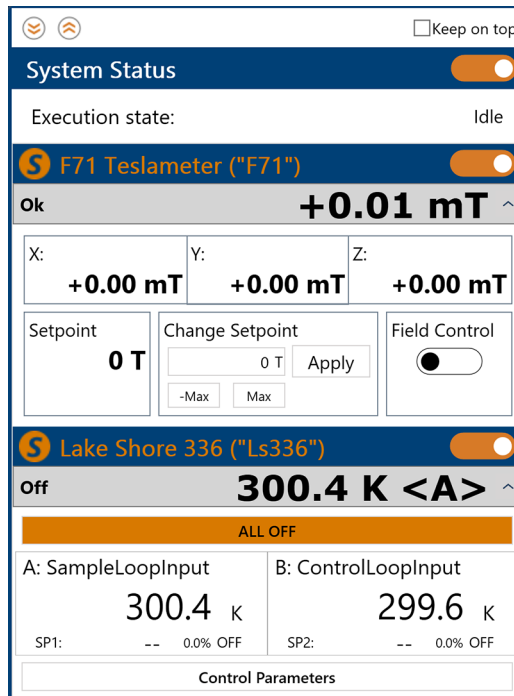 Keep on top
System Status
Execution state: Idle
S F71 Teslameter ("F71")
Ok +0.01 mT
X: Y: Z:
+0.00 mT +0.00 mT +0.00 mT
Setpoint Change Setpoint Field Control
0 T 0 T Apply
-Max Max
S Lake Shore 336 ("Ls336")
Off 300.4 K <A>
ALL OFF
A: SampleLoopInput B: ControlLoopInput
300.4 K 299.6 K
SP1: -- 0.0% OFF SP2: -- 0.0% OFF
Control Parameters